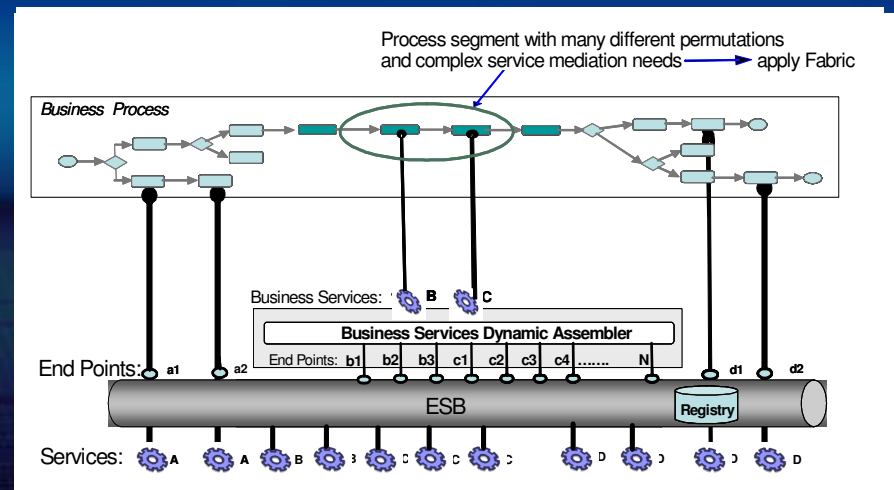 Process segment with many different permutations
and complex service mediation needs apply Fabric
Business Process
Business Services: B C
Business Services Dynamic Assembler
End Points: b1 b2 b3 c1 c2 c3 c4 ....... N
End Points: a1 a2 d1 d2
ESB
Registry
Services: A A B B C C C D D D D